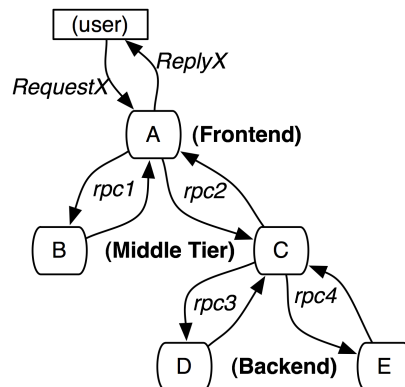 (user)
ReplyX
RequestX
A (Frontend)
rpc1 rpc2
B (Middle Tier) C
rpc3 rpc4
D (Backend) E